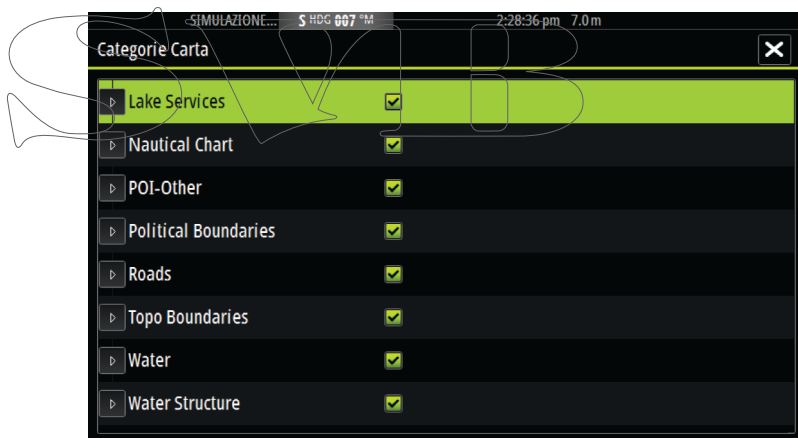 SIMULAZIONE... S HDG 007 °M 2:28:36 pm 7.0 m
Categorie Carta
Lake Services
Nautical Chart
POI-Other
Political Boundaries
Roads
Topo Boundaries
Water
Water Structure